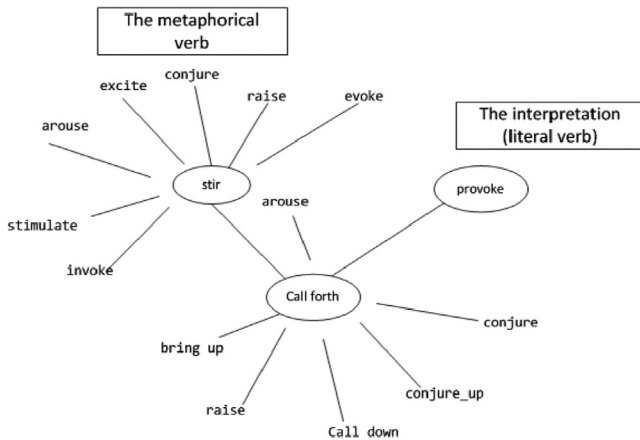 The metaphorical
verb
conjure
excite
raise
evoke
arouse
The interpretation
(literal verb)
stir
provoke
arouse
stimulate
invoke
Call forth
conjure
bring up
conjure_up
raise
Call down